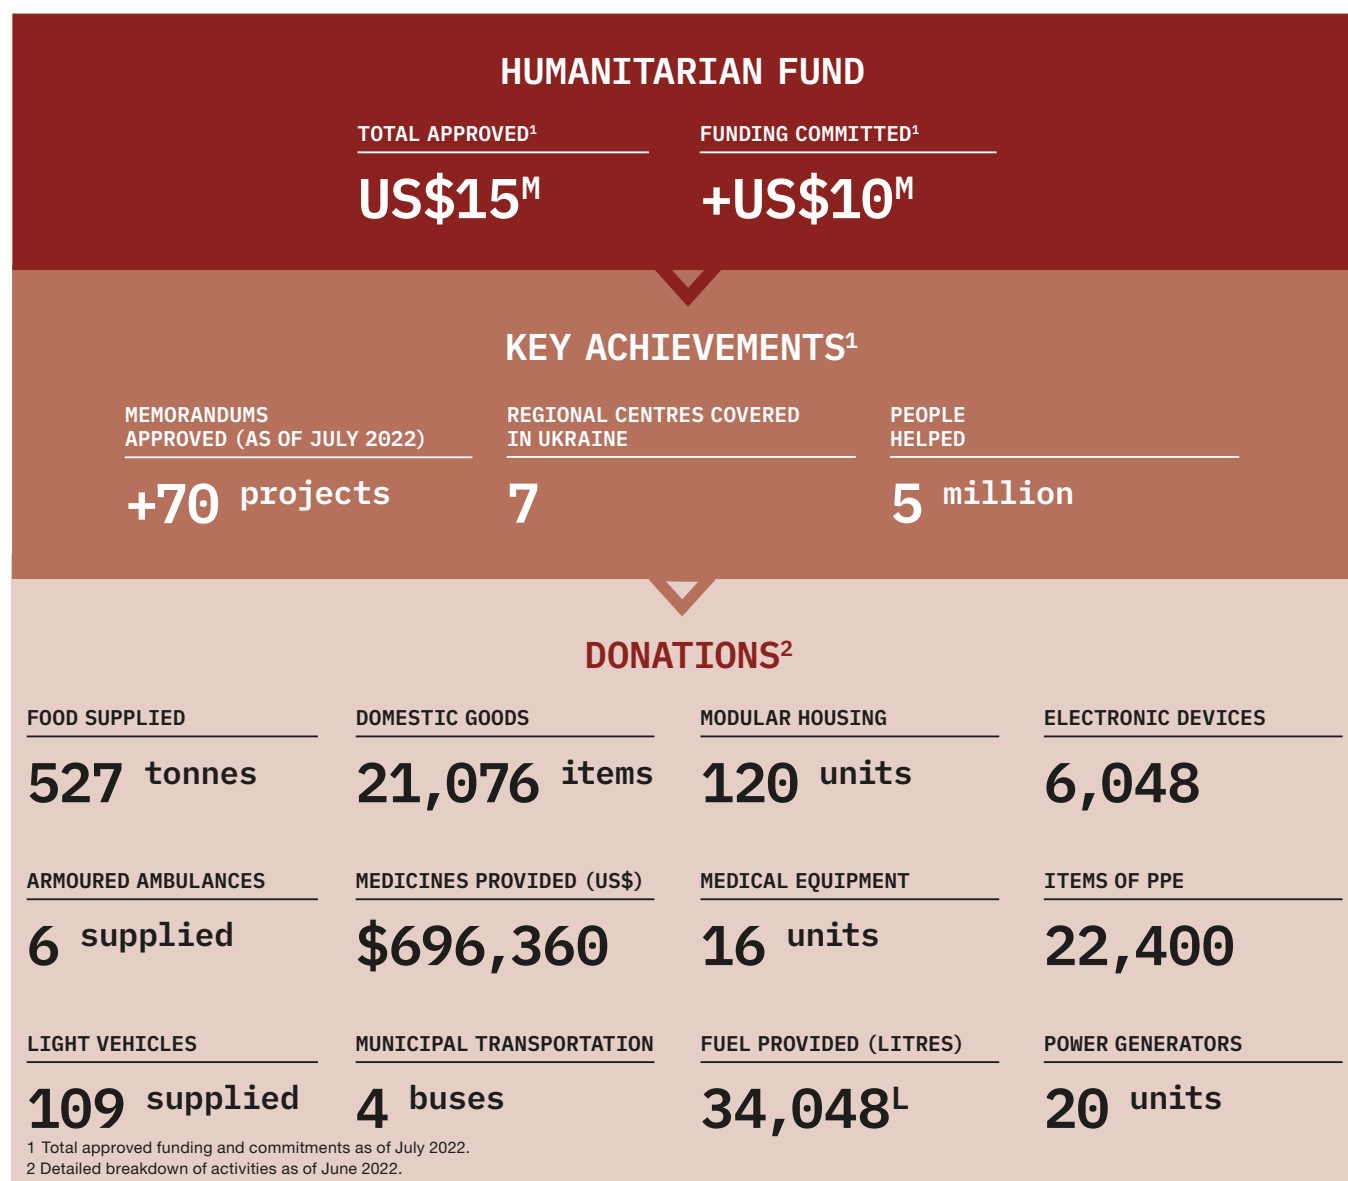 HUMANITARIAN FUND
TOTAL APPROVED¹
FUNDING COMMITTED¹
US$15M
+US$10M
KEY ACHIEVEMENTS¹
MEMORANDUMS
APPROVED (AS OF JULY 2022)
REGIONAL CENTRES COVERED
IN UKRAINE
PEOPLE
HELPED
+70 projects
7
5 million
DONATIONS²
FOOD SUPPLIED
DOMESTIC GOODS
MODULAR HOUSING
ELECTRONIC DEVICES
527 tonnes
21,076 items
120 units
6,048
ARMOURED AMBULANCES
MEDICINES PROVIDED (US$)
MEDICAL EQUIPMENT
ITEMS OF PPE
6 supplied
$696,360
16 units
22,400
LIGHT VEHICLES
MUNICIPAL TRANSPORTATION
FUEL PROVIDED (LITRES)
POWER GENERATORS
109 supplied
4 buses
34,048L
20 units
1 Total approved funding and commitments as of July 2022.
2 Detailed breakdown of activities as of June 2022.